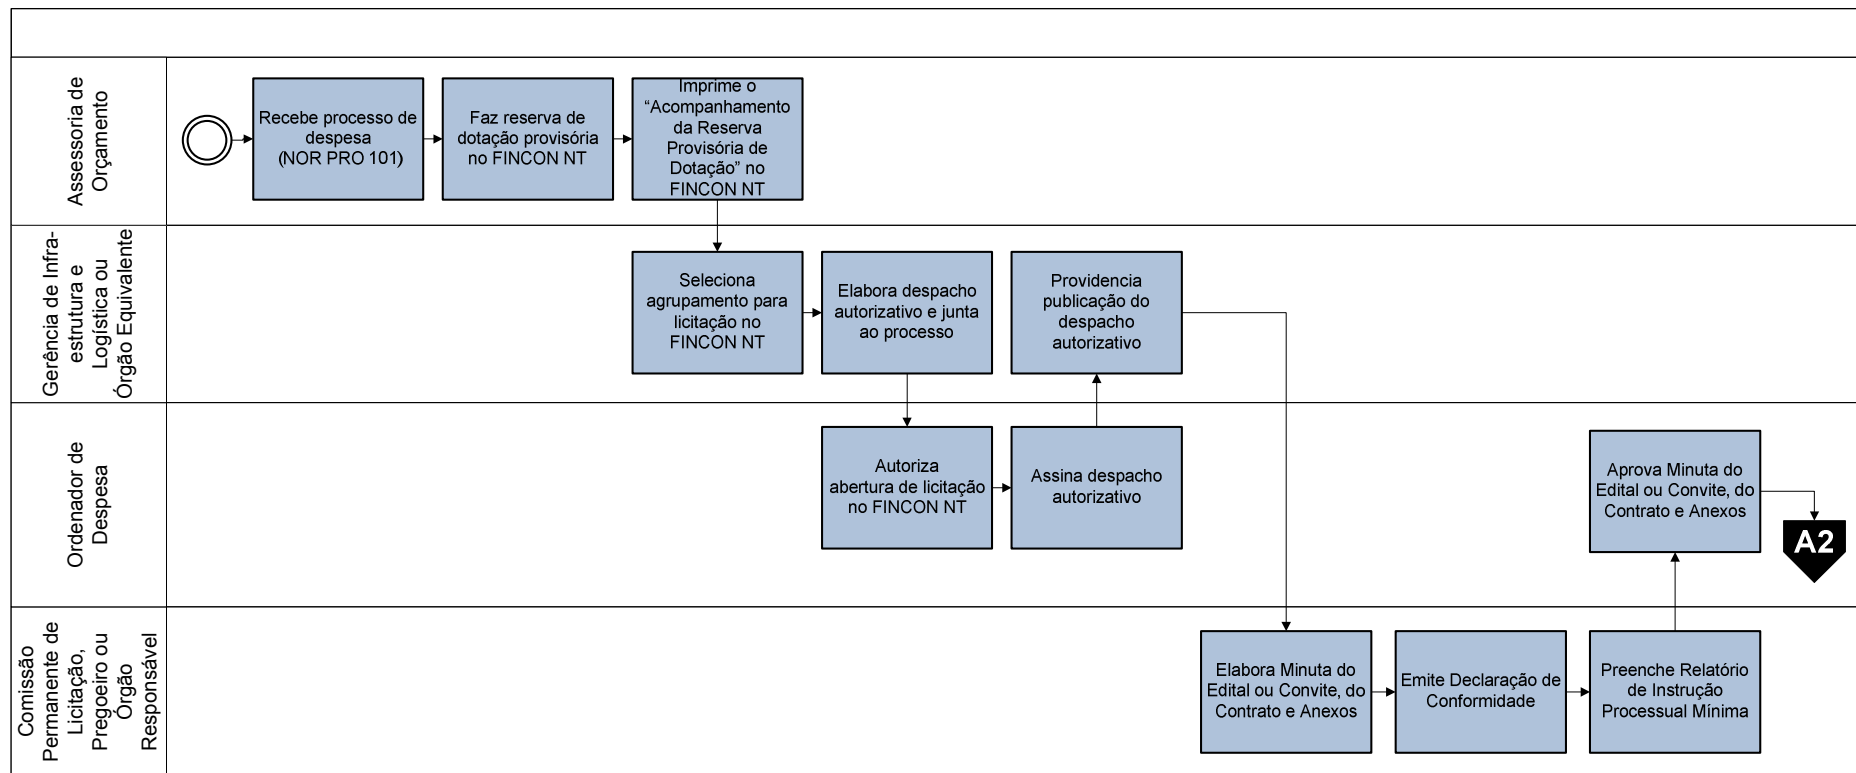 Assessoria de
Orçamento
Recebe processo de
despesa
(NOR PRO 101)
Faz reserva de
dotação provisória
no FINCON NT
Imprime o
“Acompanhamento
da Reserva
Provisória de
Dotação” no
FINCON NT
Gerência de Infra-
estrutura e
Logística ou
Órgão Equivalente
Seleciona
agrupamento para
licitação no
FINCON NT
Elabora despacho
autorizativo e junta
ao processo
Providencia
publicação do
despacho
autorizativo
Ordenador de
Despesa
Autoriza
abertura de licitação
no FINCON NT
Assina despacho
autorizativo
Aprova Minuta do
Edital ou Convite, do
Contrato e Anexos
A2
Comissão
Permanente de
Licitação,
Pregoeiro ou
Órgão
Responsável
Elabora Minuta do
Edital ou Convite, do
Contrato e Anexos
Emite Declaração de
Conformidade
Preenche Relatório
de Instrução
Processual Mínima